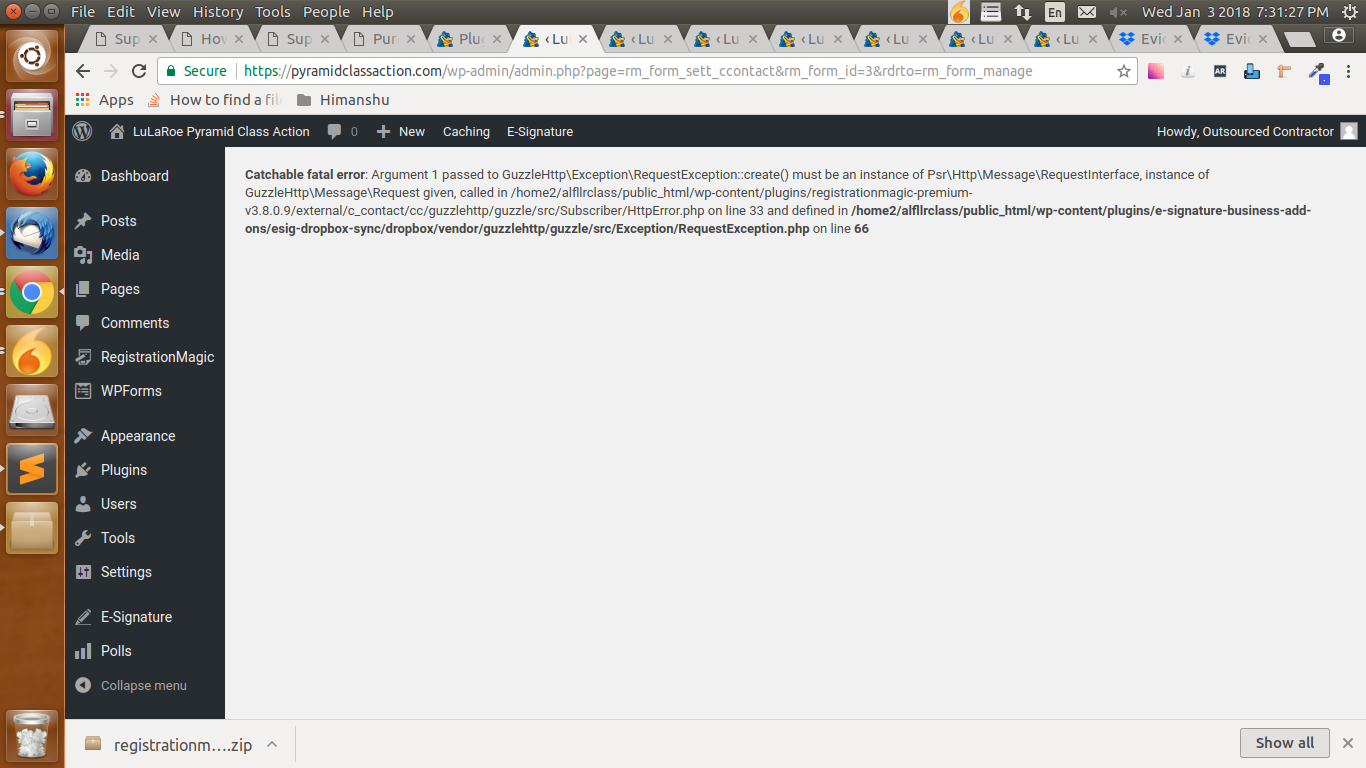 File Edit View History Tools People Help
En
Wed Jan 3 2018 7:31:27 PM
Sup
Hov
Sup
Pur
Plug
‹ Lu
‹ Lu
‹ Lu
‹ Lu
‹ Lu
‹ Lu
‹ Lu
Evi
Evi
Secure
https://pyramidclassaction.com/wp-admin/admin.php?page=rm_form_sett_ccontact&rm_form_id=3&rdrto=rm_form_manage
AR
Apps
How to find a fil
Himanshu
LuLaRoe Pyramid Class Action
0
New
Caching
E-Signature
Howdy, Outsourced Contractor
Dashboard
Posts
Media
Pages
Comments
RegistrationMagic
WPForms
Appearance
Plugins
Users
Tools
Settings
E-Signature
Polls
Collapse menu
Catchable fatal error: Argument 1 passed to GuzzleHttp\Exception\RequestException::create() must be an instance of Psr\Http\Message\RequestInterface, instance of
GuzzleHttp\Message\Request given, called in /home2/alfllrclass/public_html/wp-content/plugins/registrationmagic-premium-
v3.8.0.9/external/c_contact/cc/guzzlehttp/guzzle/src/Subscriber/HttpError.php on line 33 and defined in /home2/alfllrclass/public_html/wp-content/plugins/e-signature-business-add-
ons/esig-dropbox-sync/dropbox/vendor/guzzlehttp/guzzle/src/Exception/RequestException.php on line 66
registrationm....zip
Show all